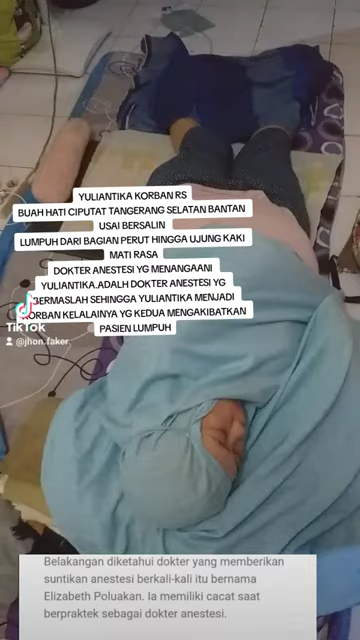 YULIANTIKA KORBAN RS
BUAH HATI CIPUTAT TANGERANG SELATAN BANTAN
USAI BERSALIN
LUMPUH DARI BAGIAN PERUT HINGGA UJUNG KAKI
MATI RASA
DOKTER ANESTESI YG MENANGAANI
YULIANTIKA.ADALH DOKTER ANESTESI YG
BERMASLAH SEHINGGA YULIANTIKA MENJADI
KORBAN KELALAINYA YG KEDUA MENGAKIBATKAN
PASIEN LUMPUH
TikTok
@jhon.faker
Belakangan diketahui dokter yang memberikan
suntikan anestesi berkali-kali itu bernama
Elizabeth Poluakan. Ia memiliki cacat saat
berpraktek sebagai dokter anestesi.